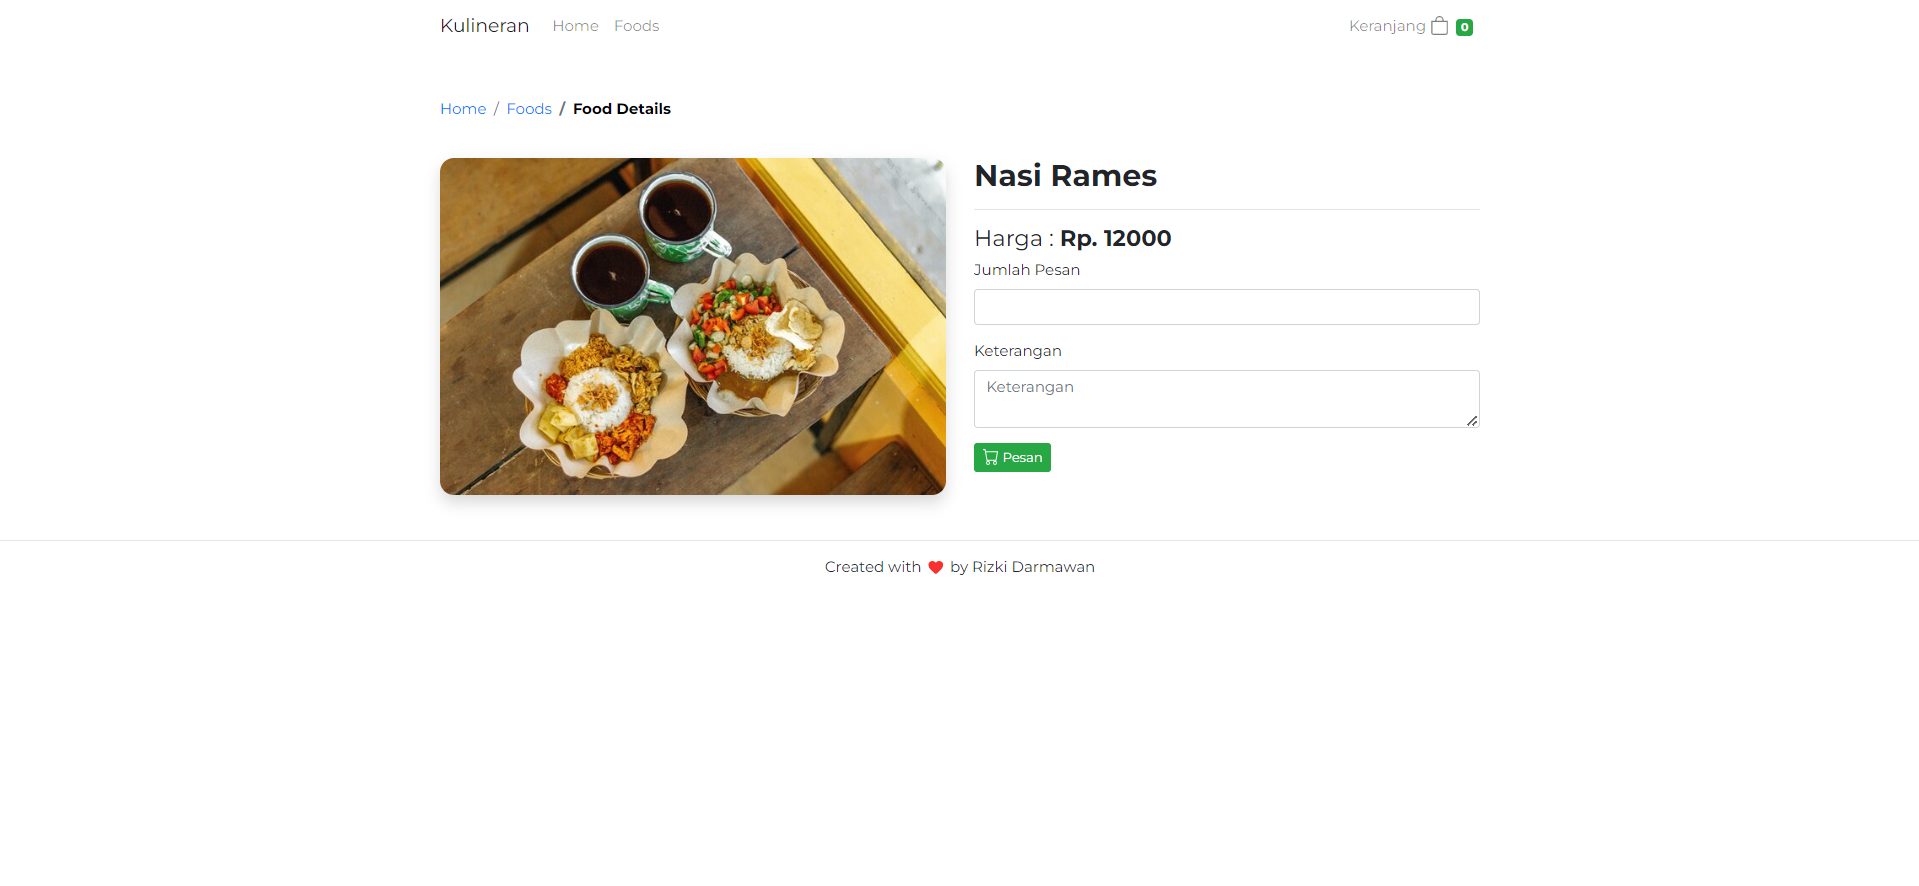 Kulineran Home Foods Keranjang 0
Home / Foods / Food Details
Nasi Rames
Harga : Rp. 12000
Jumlah Pesan
Keterangan
Keterangan
Pesan
Created with ❤ by Rizki Darmawan